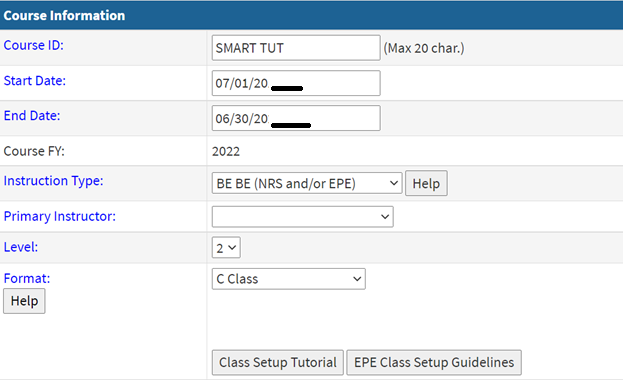 Course Information
Course ID: SMART TUT (Max 20 char.)
Start Date: 07/01/20
End Date: 06/30/20
Course FY: 2022
Instruction Type: BE BE (NRS and/or EPE) Help
Primary Instructor:
Level: 2
Format: C Class
Help
Class Setup Tutorial EPE Class Setup Guidelines